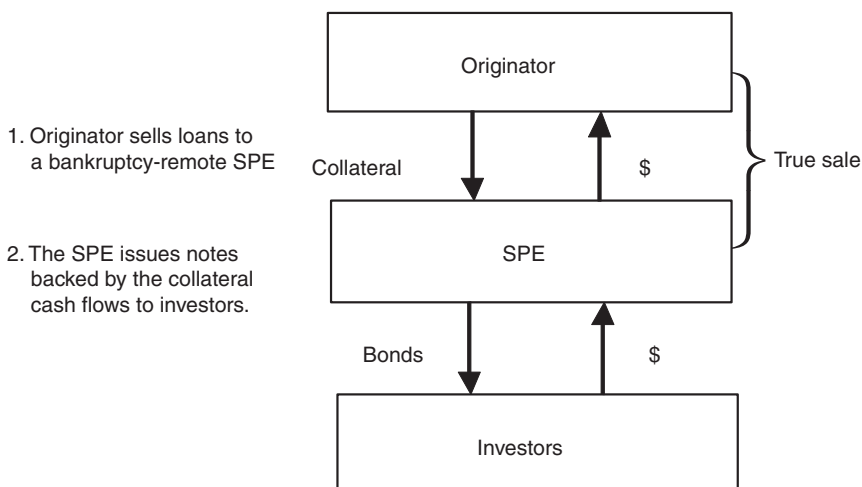 Originator
1. Originator sells loans to
a bankruptcy-remote SPE
Collateral
$
True sale
SPE
2. The SPE issues notes
backed by the collateral
cash flows to investors.
Bonds
$
Investors